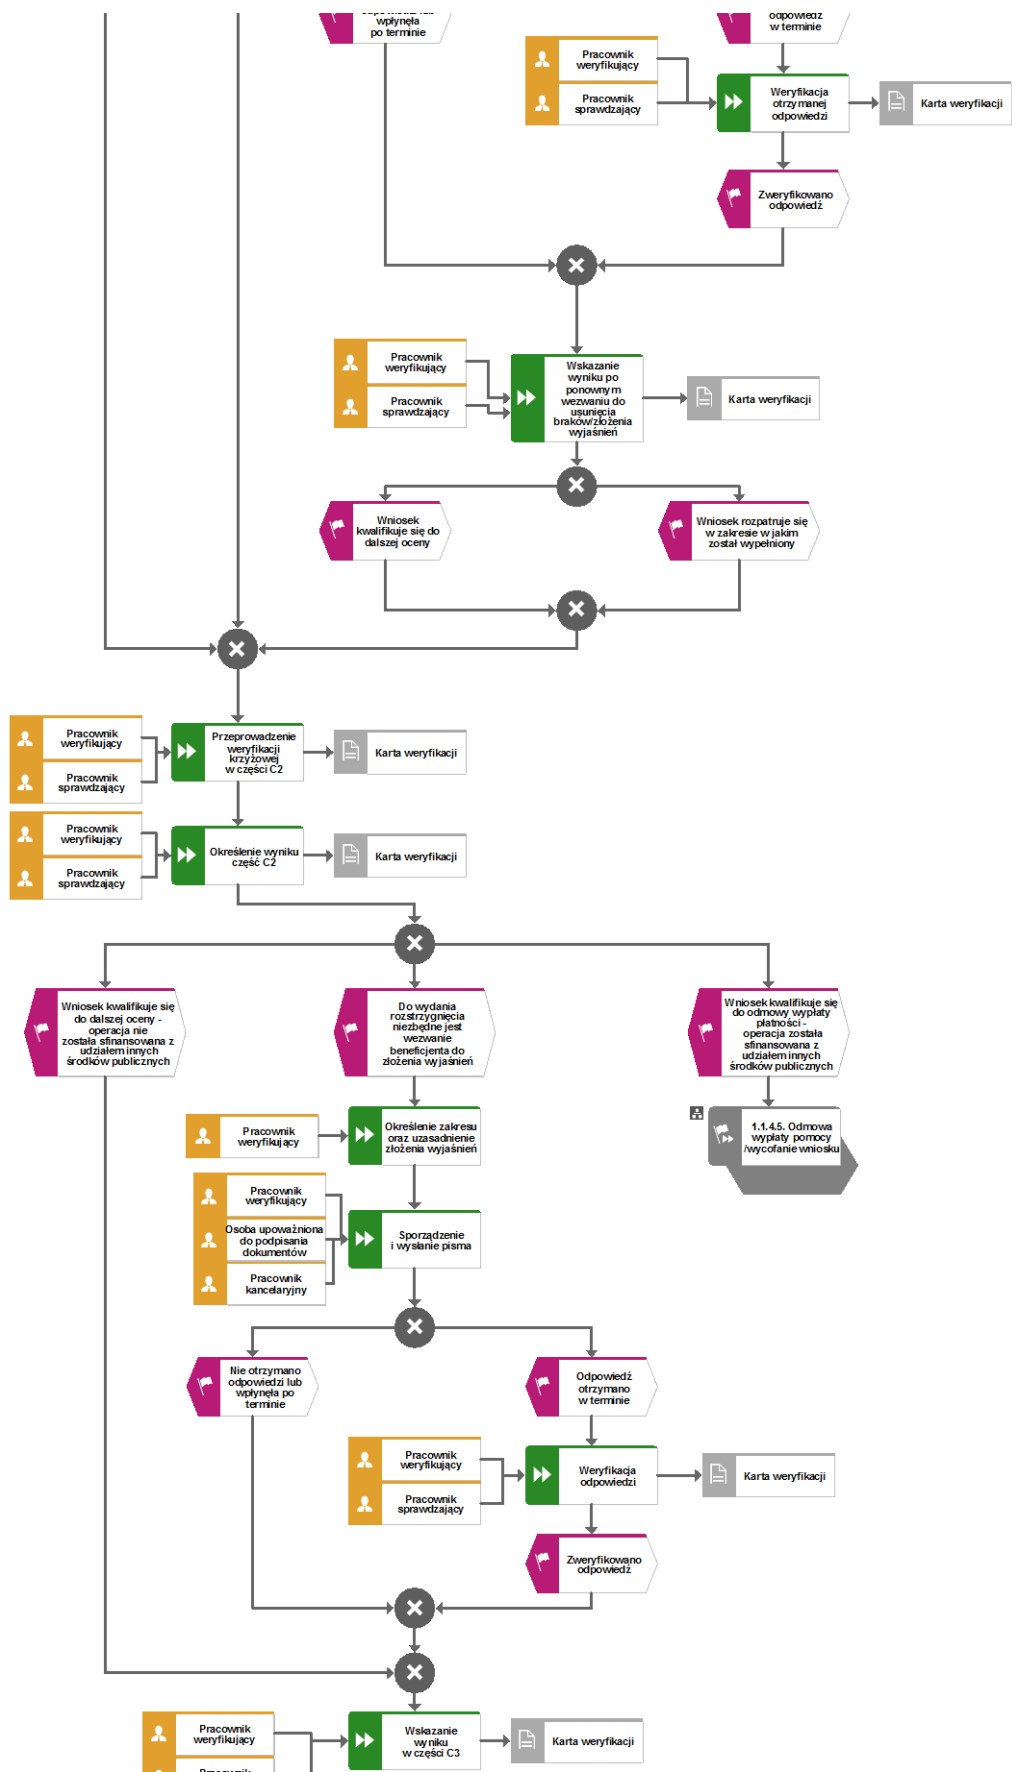 wpłynęła
po terminie
odpowiedź
w terminie
Pracownik
weryfikujący
Pracownik
sprawdzający
Weryfikacja
otrzymanej
odpowiedzi
Karta weryfikacji
Zweryfikowano
odpowiedź
Pracownik
weryfikujący
Pracownik
sprawdzający
Wskazanie
wyniku po
ponownym
wezwaniu do
usunięcia
braków/złożenia
wyjaśnień
Karta weryfikacji
Wniosek
kwalifikuje się do
dalszej oceny
Wniosek rozpatruje się
w zakresie w jakim
został wypełniony
Pracownik
weryfikujący
Pracownik
sprawdzający
Przeprowadzenie
weryfikacji
krzyżowej
w części C2
Karta weryfikacji
Pracownik
weryfikujący
Pracownik
sprawdzający
Określenie wyniku
część C2
Karta weryfikacji
Wniosek kwalifikuje się
do dalszej oceny -
operacja nie
została sfinansowana z
udziałem innych
środków publicznych
Do wydania
rozstrzygnięcia
niezbędne jest
wezwanie
beneficjenta do
złożenia wyjaśnień
Wniosek kwalifikuje się
do odmowy wypłaty
płatności -
operacja została
sfinansowana z
udziałem innych
środków publicznych
Pracownik
weryfikujący
Określenie zakresu
oraz uzasadnienie
złożenia wyjaśnień
1.1.4.5. Odmowa
wypłaty pomocy
/wycofanie wniosku
Pracownik
weryfikujący
Osoba upoważniona
do podpisania
dokumentów
Pracownik
kancelaryjny
Sporządzenie
i wysłanie pisma
Nie otrzymano
odpowiedzi lub
wpłynęła po
terminie
Odpowiedź
otrzymano
w terminie
Pracownik
weryfikujący
Pracownik
sprawdzający
Weryfikacja
odpowiedzi
Karta weryfikacji
Zweryfikowano
odpowiedź
Pracownik
weryfikujący
Pracownik
Wskazanie
wyniku
w części C3
Karta weryfikacji